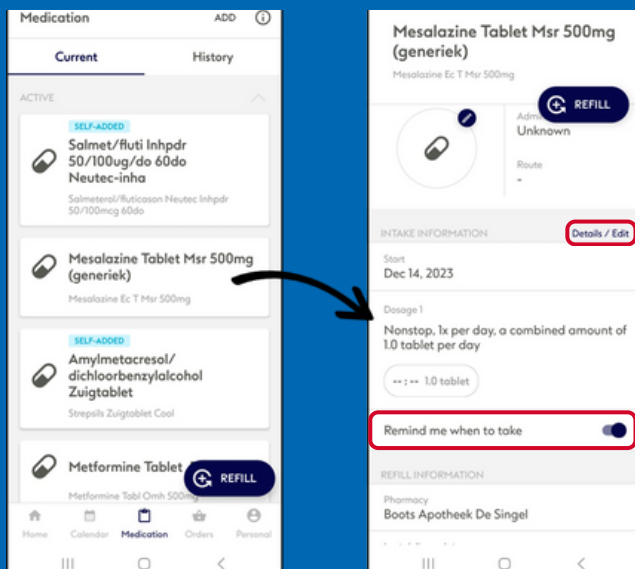 Medication
ADD
Current
History
ACTIVE
SELF-ADDED
Salmet/fluti Inhpdr
50/100ug/do 60do
Neutec-inha
Salmeterol/fluticason Neutec Inhpdr
50/100mcg 60do
Mesalazine Tablet Msr 500mg
(generiek)
Mesalazine Ec T Msr 500mg
SELF-ADDED
Amylmetacresol/
dichloorbenzylalcohol
Zuigtablet
Strepsils Zuigtablet Cool
Metformine Tablet
Metformine Tabl Omh 500mg
REFILL
Home
Calendar
Medication
Orders
Personal
Mesalazine Tablet Msr 500mg
(generiek)
Mesalazine Ec T Msr 500mg
REFILL
Unknown
Route
-
INTAKE INFORMATION
Details / Edit
Start
Dec 14, 2023
Dosage 1
Nonstop, 1x per day, a combined amount of
1.0 tablet per day
--:-- 1.0 tablet
Remind me when to take
REFILL INFORMATION
Pharmacy
Boots Apotheek De Singel